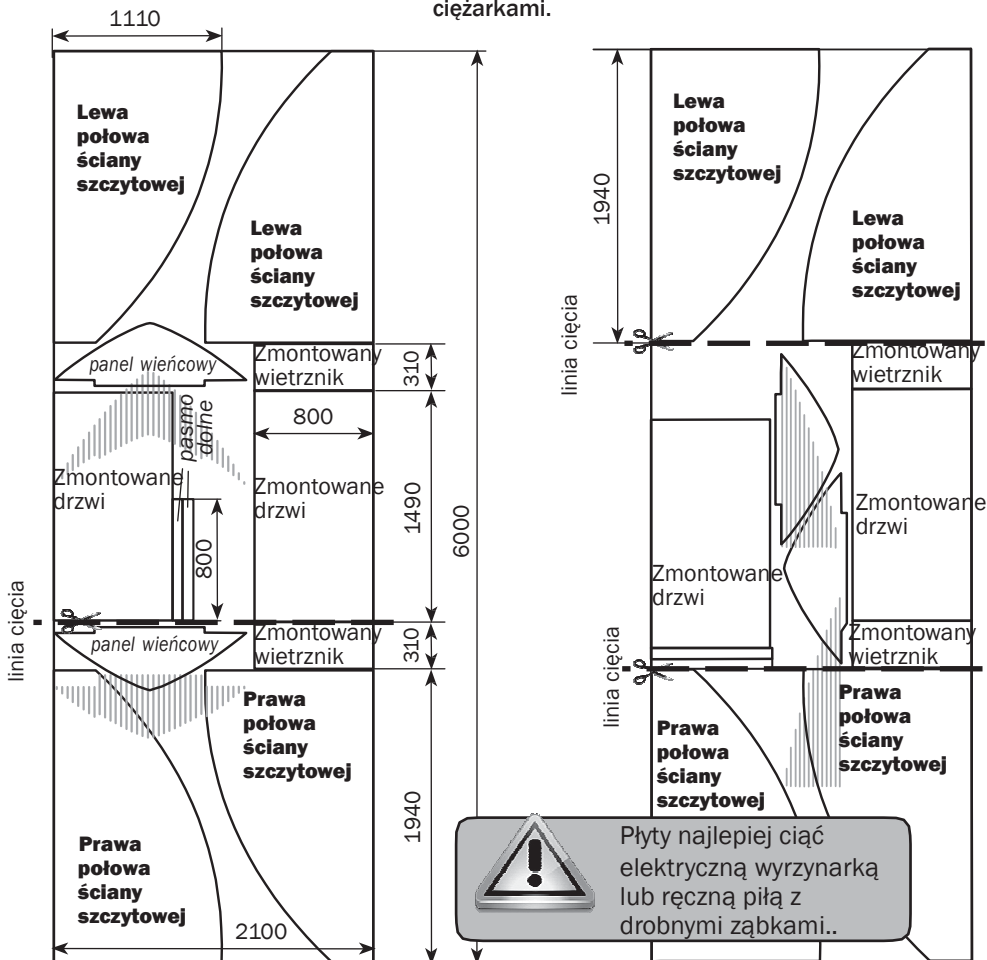 ciężarkami.
1110
Lewa
połowa
ściany
szczytowej
Lewa
połowa
ściany
szczytowej
panel wieńcowy
Zmontowany
wietrznik
310
pasmo
dolne
800
Zmontowane
drzwi
Zmontowane
drzwi
1490
6000
800
linia cięcia
panel wieńcowy
Zmontowany
wietrznik
310
Prawa
połowa
ściany
szczytowej
Prawa
połowa
ściany
szczytowej
1940
2100
Lewa
połowa
ściany
szczytowej
1940
Lewa
połowa
ściany
szczytowej
linia cięcia
Zmontowany
wietrznik
Zmontowane
drzwi
Zmontowane
drzwi
Zmontowany
wietrznik
linia cięcia
Prawa
połowa
ściany
szczytowej
Prawa
połowa
ściany
szczytowej
Płyty najlepiej ciąć
elektryczną wyrzynarką
lub ręczną piłą z
drobnymi ząbkami..